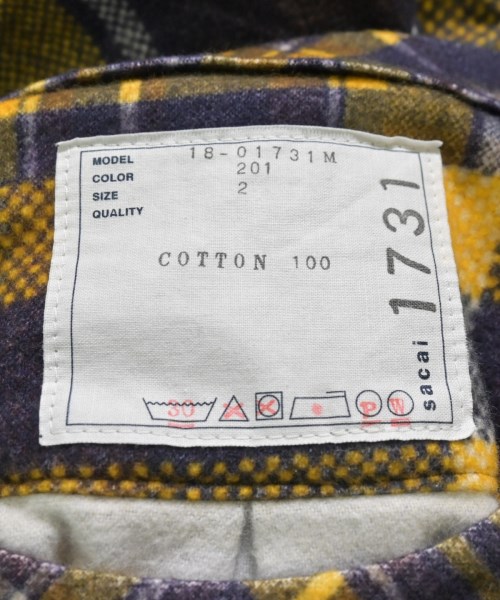 MODEL 18-01731M
COLOR 201
SIZE 2
QUALITY
COTTON 100
30 P W
sacai 1731